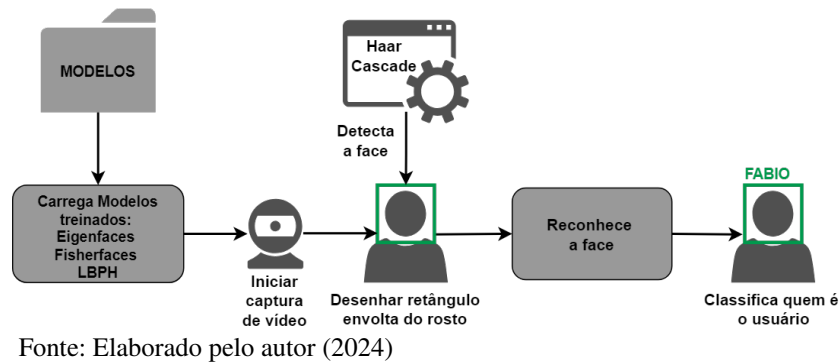 MODELOS
Haar
Cascade
Detecta
a face
Carrega Modelos
treinados:
Eigenfaces
Fisherfaces
LBPH
Iniciar
captura
de vídeo
Desenhar retângulo
envolta do rosto
Reconhece
a face
FABIO
Classifica quem é
o usuário
Fonte: Elaborado pelo autor (2024)